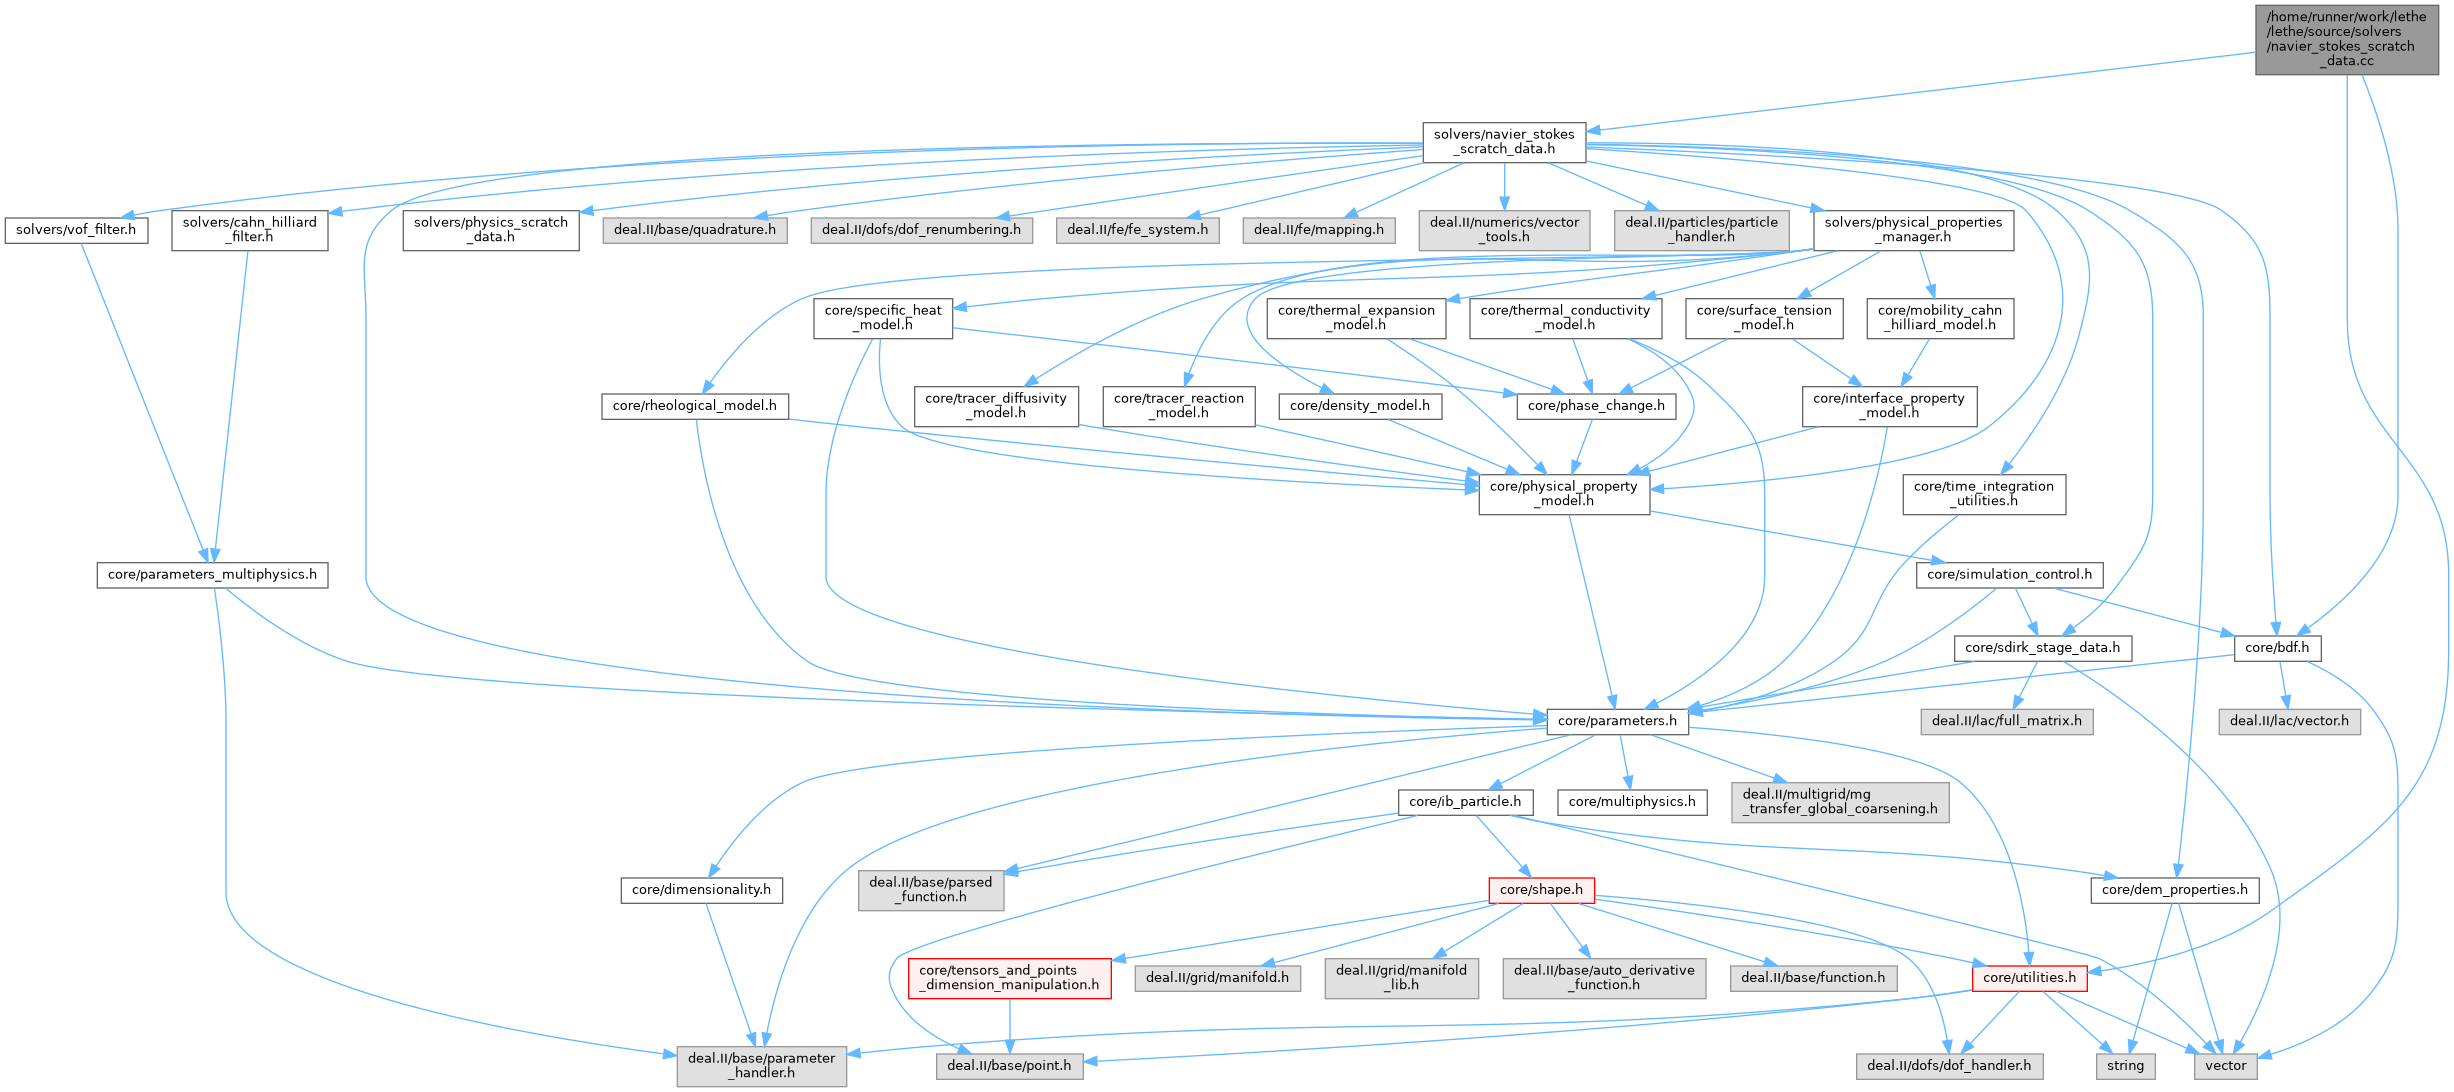 /home/runner/work/lethe
/lethe/source/solvers
/navier_stokes_scratch
_data.cc
solvers/navier_stokes
_scratch_data.h
solvers/vof_filter.h
solvers/cahn_hilliard
_filter.h
solvers/physics_scratch
_data.h
deal.II/base/quadrature.h
deal.II/dofs/dof_renumbering.h
deal.II/fe/fe_system.h
deal.II/fe/mapping.h
deal.II/numerics/vector
_tools.h
deal.II/particles/particle
_handler.h
solvers/physical_properties
_manager.h
core/specific_heat
_model.h
core/thermal_expansion
_model.h
core/thermal_conductivity
_model.h
core/surface_tension
_model.h
core/mobility_cahn
_hilliard_model.h
core/rheological_model.h
core/tracer_diffusivity
_model.h
core/tracer_reaction
_model.h
core/density_model.h
core/phase_change.h
core/interface_property
_model.h
core/physical_property
_model.h
core/time_integration
_utilities.h
core/parameters_multiphysics.h
core/simulation_control.h
core/sdirk_stage_data.h
core/bdf.h
core/parameters.h
deal.II/lac/full_matrix.h
deal.II/lac/vector.h
core/ib_particle.h
core/multiphysics.h
deal.II/multigrid/mg
_transfer_global_coarsening.h
core/dimensionality.h
deal.II/base/parsed
_function.h
core/shape.h
core/dem_properties.h
core/tensors_and_points
_dimension_manipulation.h
deal.II/grid/manifold.h
deal.II/grid/manifold
_lib.h
deal.II/base/auto_derivative
_function.h
deal.II/base/function.h
core/utilities.h
deal.II/base/parameter
_handler.h
deal.II/base/point.h
deal.II/dofs/dof_handler.h
string
vector